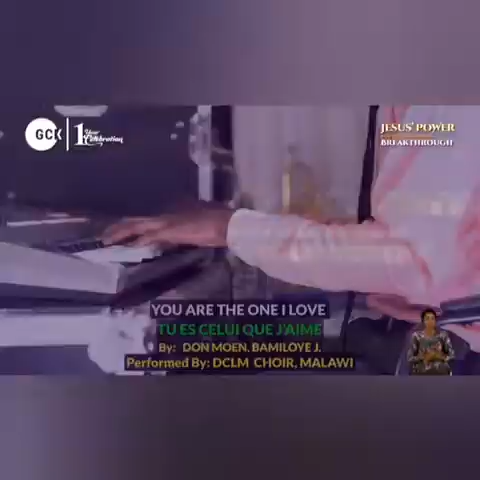 GCK
1 Year
Celebration
JESUS' POWER
BREAKTHROUGH
YOU ARE THE ONE I LOVE
TU ES CELUI QUE J'AIME
By: DON MOEN, BAMILOYE J.
Performed By: DCLM CHOIR, MALAWI